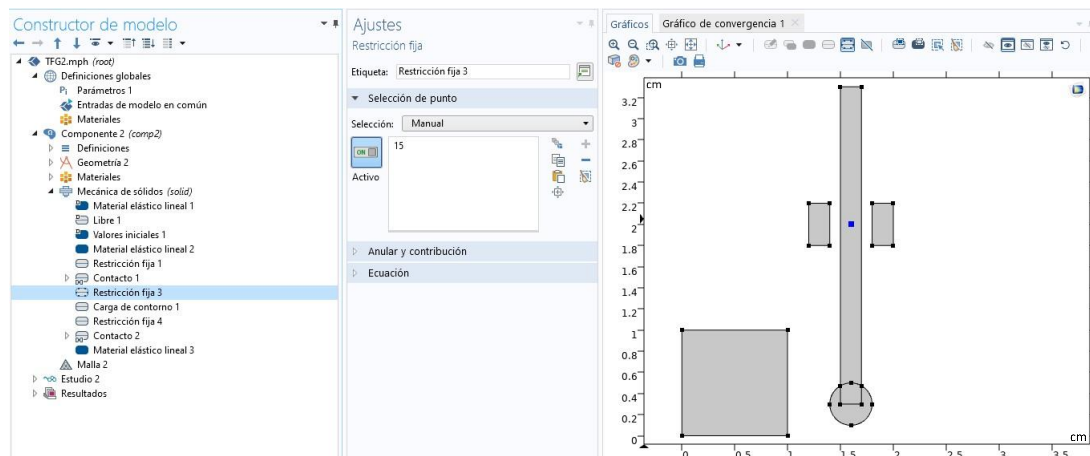 Constructor de modelo
TFG2.mph (root)
Definiciones globales
Pi Parámetros 1
Entradas de modelo en común
Materiales
Componente 2 (comp2)
Definiciones
Geometría 2
Materiales
Mecánica de sólidos (solid)
Material elástico lineal 1
Libre 1
Valores iniciales 1
Material elástico lineal 2
Restricción fija 1
Contacto 1
Restricción fija 3
Carga de contorno 1
Restricción fija 4
Contacto 2
Material elástico lineal 3
Malla 2
Estudio 2
Resultados
Ajustes
Restricción fija
Etiqueta: Restricción fija 3
Selección de punto
Selección: Manual
ON
15
Activo
Anular y contribución
Ecuación
Gráficos Gráfico de convergencia 1
cm
3.2
3
2.8
2.6
2.4
2.2
2
1.8
1.6
1.4
1.2
1
0.8
0.6
0.4
0.2
0
cm
0 0.5 1 1.5 2 2.5 3 3.5